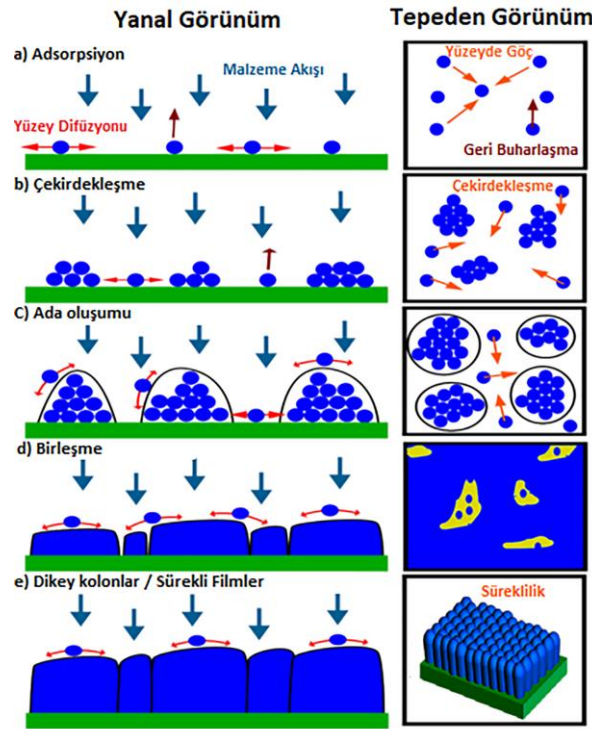 Yanal Görünüm
Tepeden Görünüm
a) Adsorpsiyon
Malzeme Akışı
Yüzey Difüzyonu
Yüzeyde Göç
Geri Buharlaşma
b) Çekirdekleşme
Çekirdekleşme
C) Ada oluşumu
d) Birleşme
e) Dikey kolonlar / Sürekli Filmler
Süreklilik